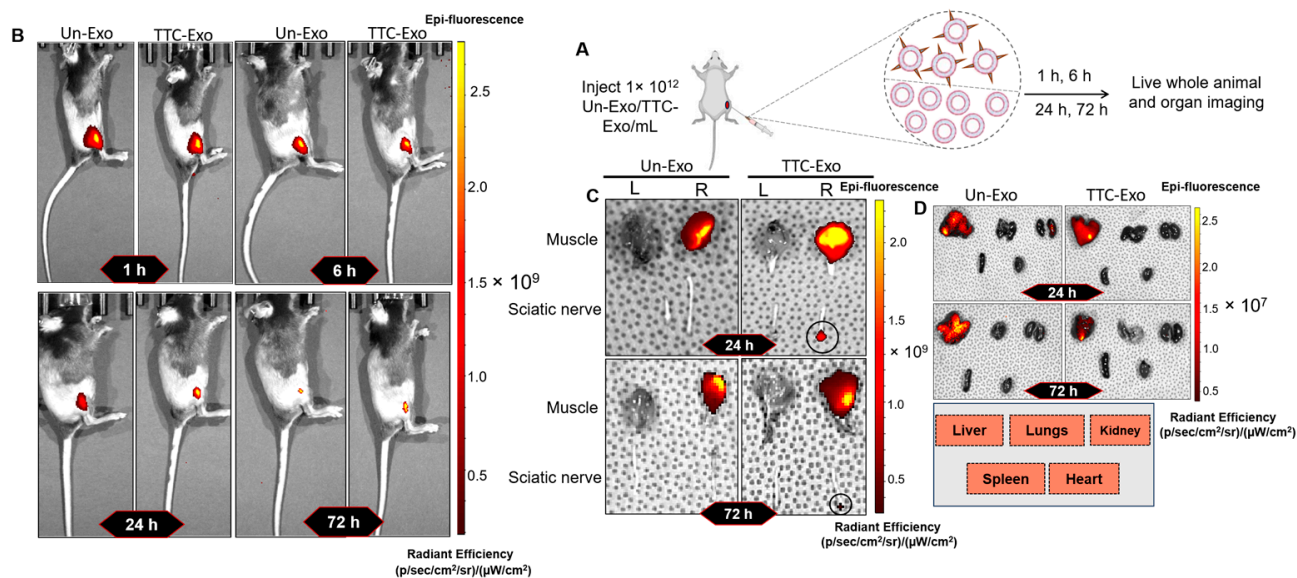 B
Un-Exo
TTC-Exo
Un-Exo
TTC-Exo
Epi-fluorescence
2.5
2.0
1.5 × 10⁹
1.0
0.5
1 h
6 h
24 h
72 h
Radiant Efficiency
(p/sec/cm²/sr)/(µW/cm²)
A
Inject 1× 10¹²
Un-Exo/TTC-
Exo/mL
1 h, 6 h
24 h, 72 h
Live whole animal
and organ imaging
C
Un-Exo
TTC-Exo
L
R
L
R
Epi-fluorescence
Muscle
Sciatic nerve
24 h
Muscle
Sciatic nerve
72 h
2.0
1.5
× 10⁹
1.0
0.5
Radiant Efficiency
(p/sec/cm²/sr)/(µW/cm²)
D
Un-Exo
TTC-Exo
Epi-fluorescence
24 h
72 h
2.5
2.0
1.5
× 10⁷
1.0
0.5
Radiant Efficiency
(p/sec/cm²/sr)/(µW/cm²)
Liver
Lungs
Kidney
Spleen
Heart